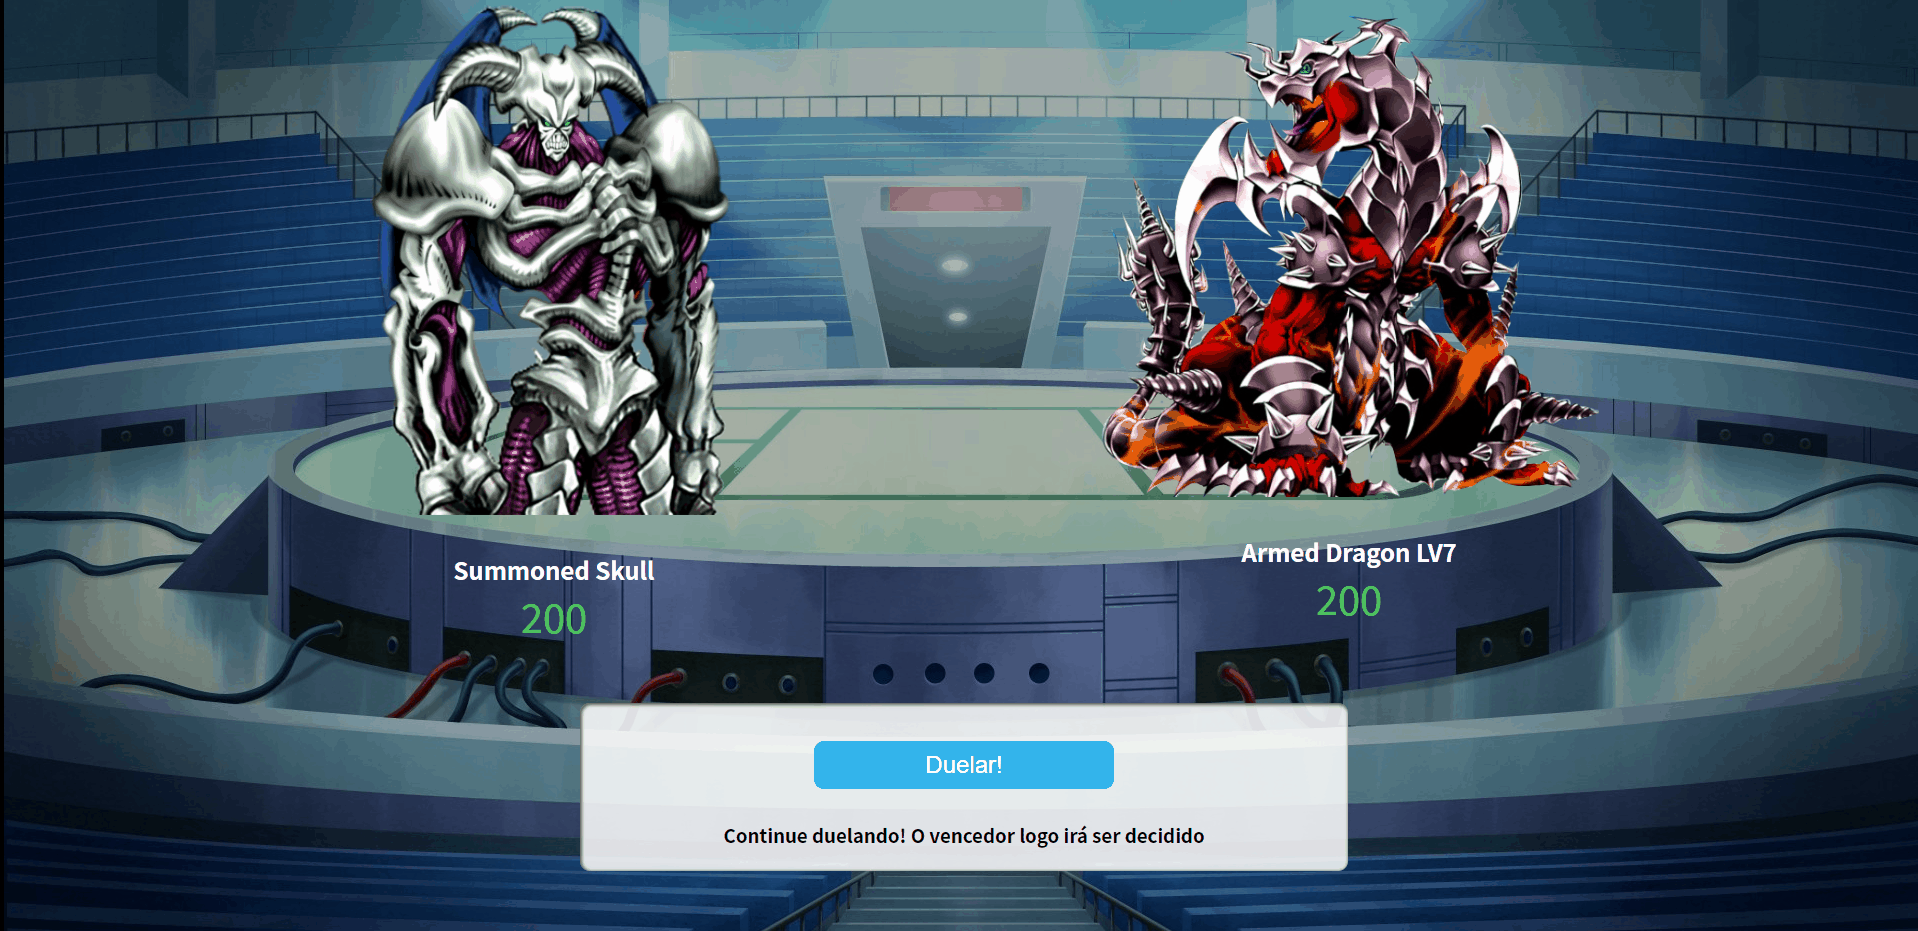 Summoned Skull
200
Armed Dragon LV7
200
Duelar!
Continue duelando! O vencedor logo irá ser decidido